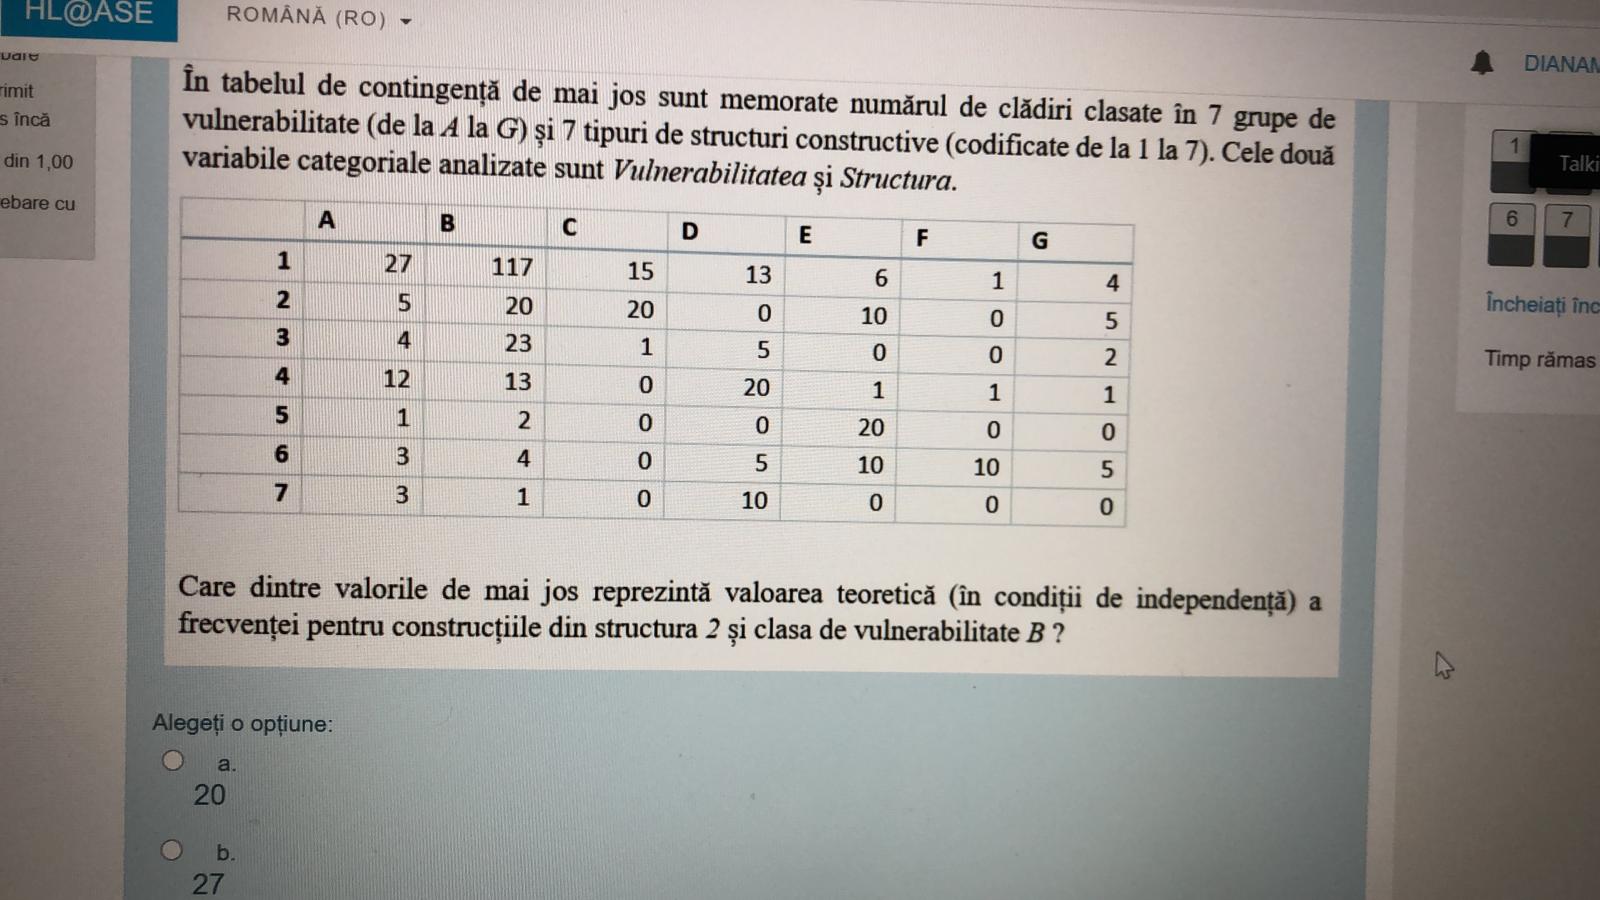 HL@ASE
ROMÂNĂ (RO)
DIANAM
rimit
s încă
din 1,00
ebare cu
În tabelul de contingență de mai jos sunt memorate numărul de clădiri clasate în 7 grupe de
vulnerabilitate (de la A la G) și 7 tipuri de structuri constructive (codificate de la 1 la 7). Cele două
variabile categoriale analizate sunt Vulnerabilitatea și Structura.
A B C D E F G
1 27 117 15 13 6 1 4
2 5 20 20 0 10 0 5
3 4 23 1 5 0 0 2
4 12 13 0 20 1 1 1
5 1 2 0 0 20 0 0
6 3 4 0 5 10 10 5
7 3 1 0 10 0 0 0
Care dintre valorile de mai jos reprezintă valoarea teoretică (în condiții de independență) a
frecvenței pentru construcțiile din structura 2 și clasa de vulnerabilitate B ?
Alegeți o opțiune:
a.
20
b.
27
1
Talki
6 7
Încheiați înc
Timp rămas